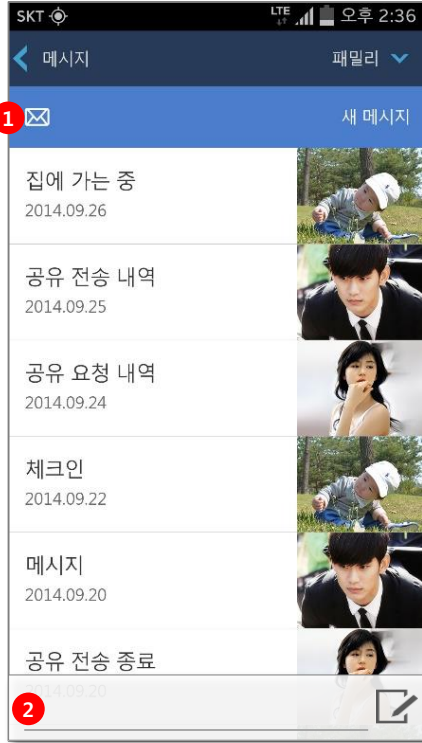 SKT LTE 오후 2:36
메시지 패밀리
1 새 메시지
집에 가는 중
2014.09.26
공유 전송 내역
2014.09.25
공유 요청 내역
2014.09.24
체크인
2014.09.22
메시지
2014.09.20
공유 전송 종료
2014.09.20
2